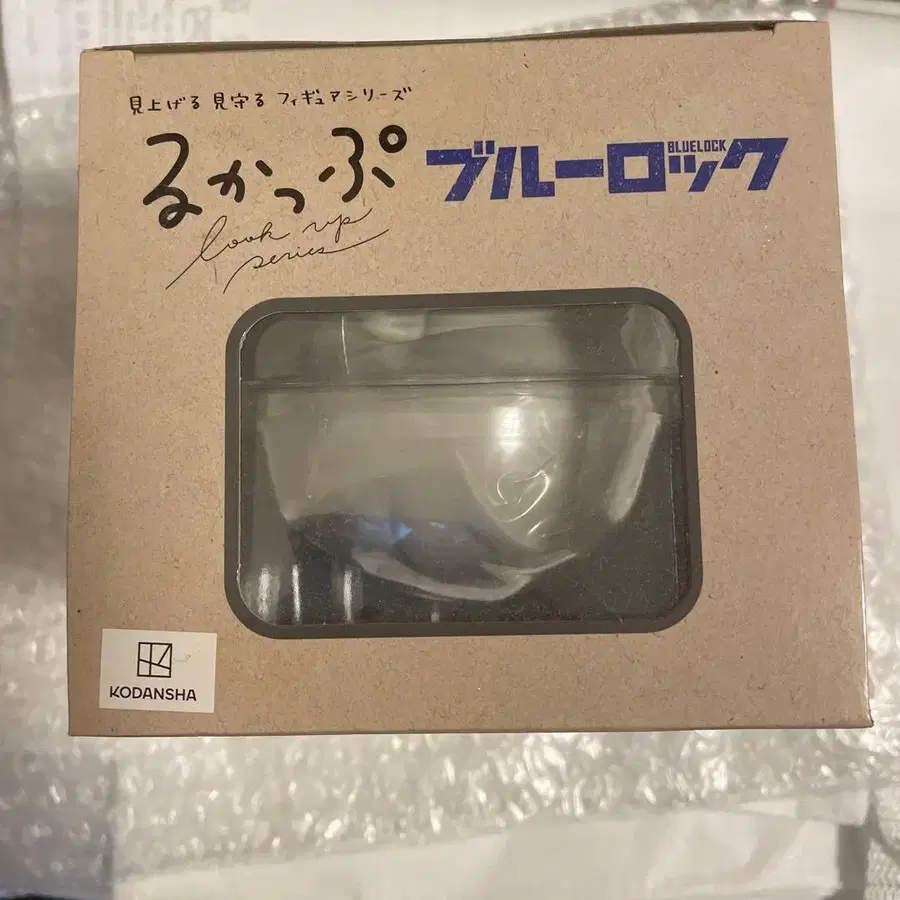 見上げる 見守る フィギュアシリーズ
るかっぷ
look up
series
ブルーロック
BLUELOCK
KODANSHA